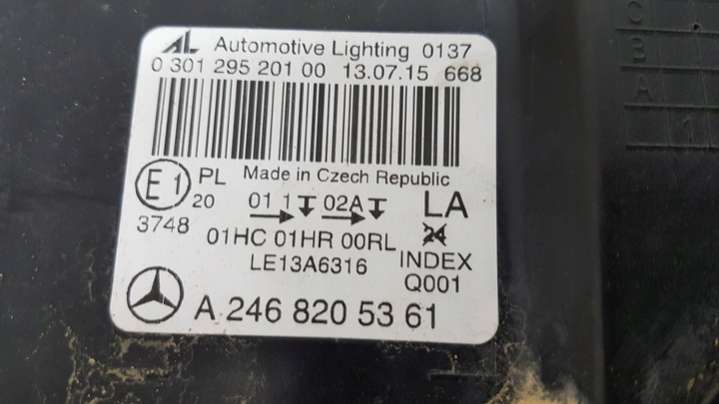 AL Automotive Lighting 0137
0 301 295 201 00 13.07.15 668
Made in Czech Republic
E1 PL 01 1 02A LA
20
3748
01HC 01HR 00RL 24
LE13A6316 INDEX
Q001
A 246 820 53 61
C
B
A
1